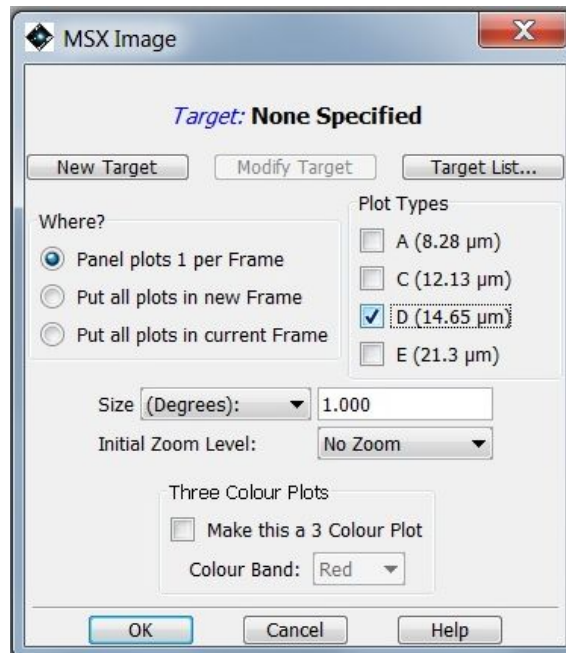 MSX Image
X
Target: None Specified
New Target
Modify Target
Target List...
Where?
Panel plots 1 per Frame
Put all plots in new Frame
Put all plots in current Frame
Plot Types
A (8.28 µm)
C (12.13 µm)
D (14.65 µm)
E (21.3 µm)
Size (Degrees): 1.000
Initial Zoom Level: No Zoom
Three Colour Plots
Make this a 3 Colour Plot
Colour Band: Red
OK
Cancel
Help